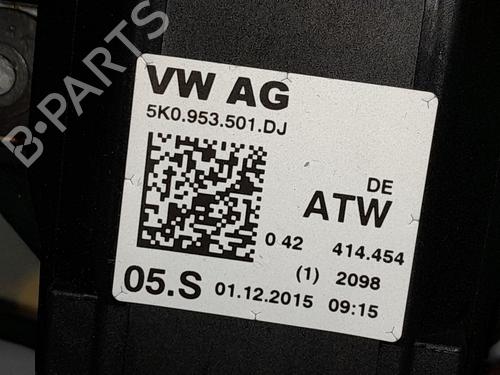 B-PARTS
VW AG
5K0.953.501.DJ
DE
ATW
0 42 414.454
(1) 2098
05.S 01.12.2015 09:15